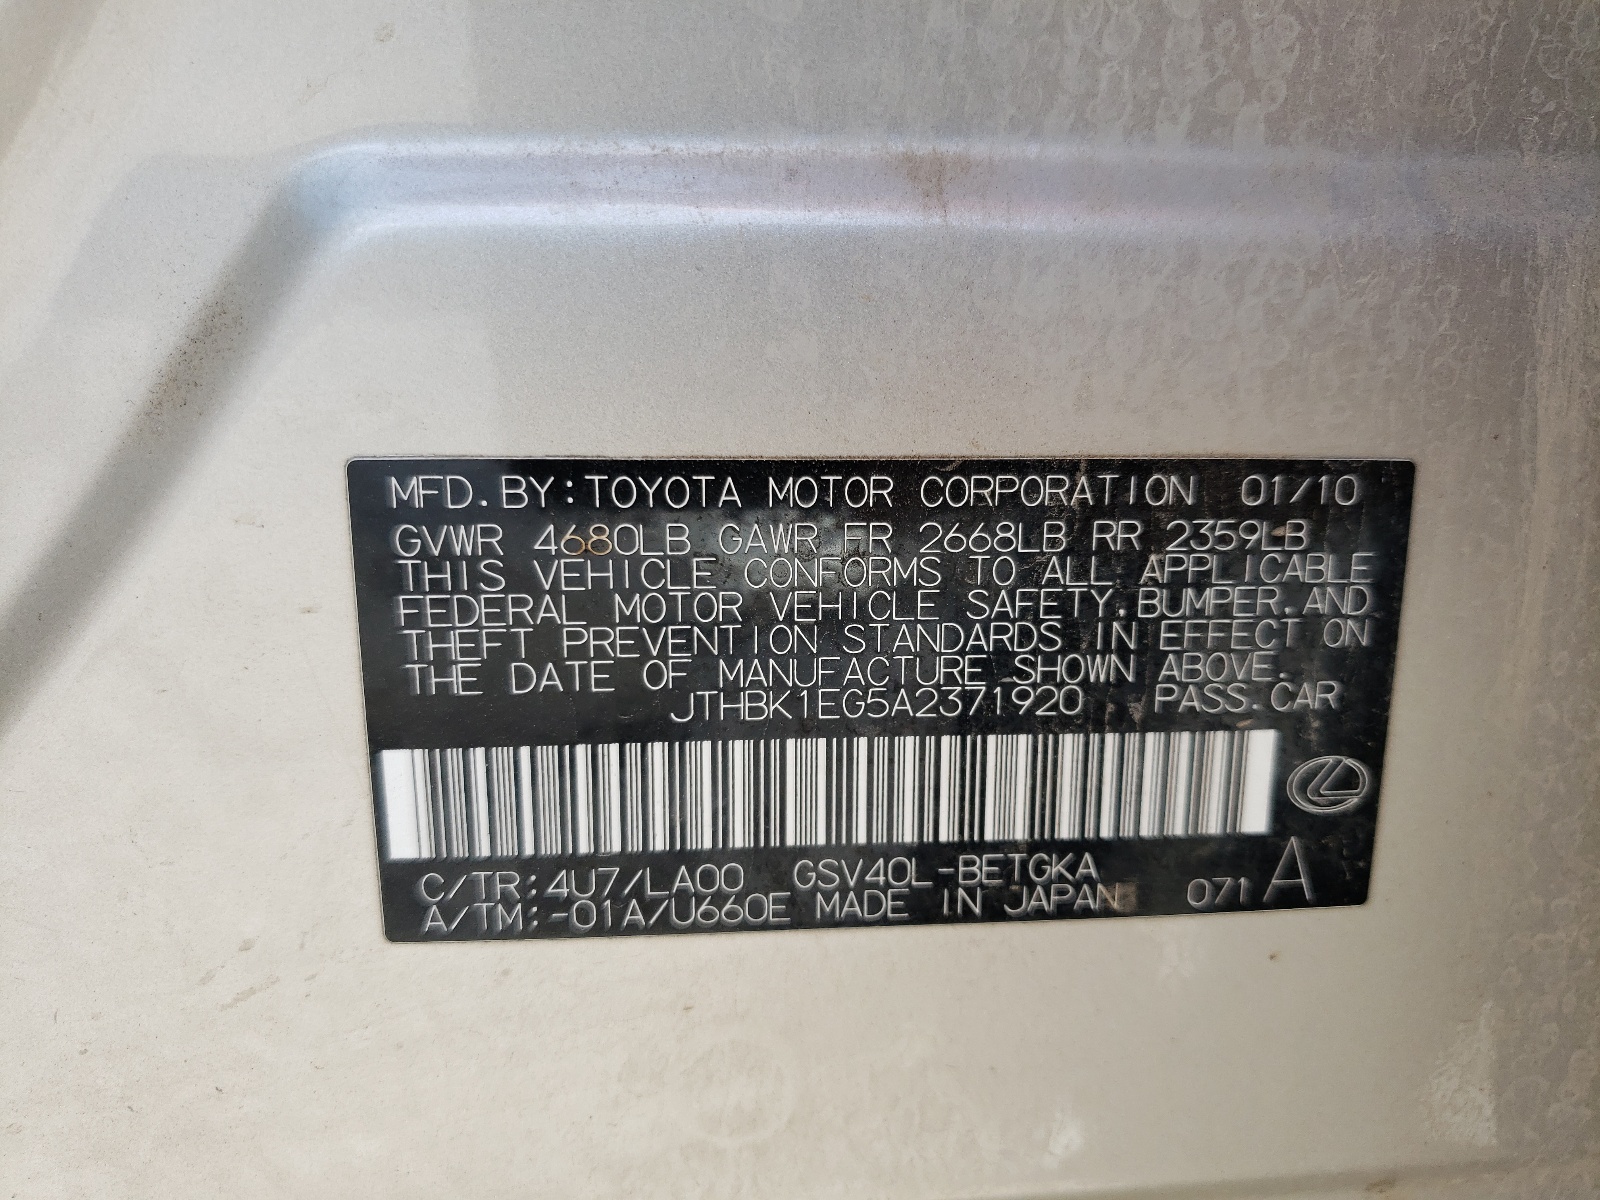 MFD. BY: TOYOTA MOTOR CORPORATION 01/10
GVWR 4680LB GAWR FR 2668LB RR 2359LB
THIS VEHICLE CONFORMS TO ALL APPLICABLE
FEDERAL MOTOR VEHICLE SAFETY, BUMPER, AND
THEFT PREVENTION STANDARDS IN EFFECT ON
THE DATE OF MANUFACTURE SHOWN ABOVE.
JTHBK1EG5A2371920 PASS. CAR
C/TR: 4U7/LA00 GSV40L-BETGKA
A/TM: -01A/U660E MADE IN JAPAN 071 A